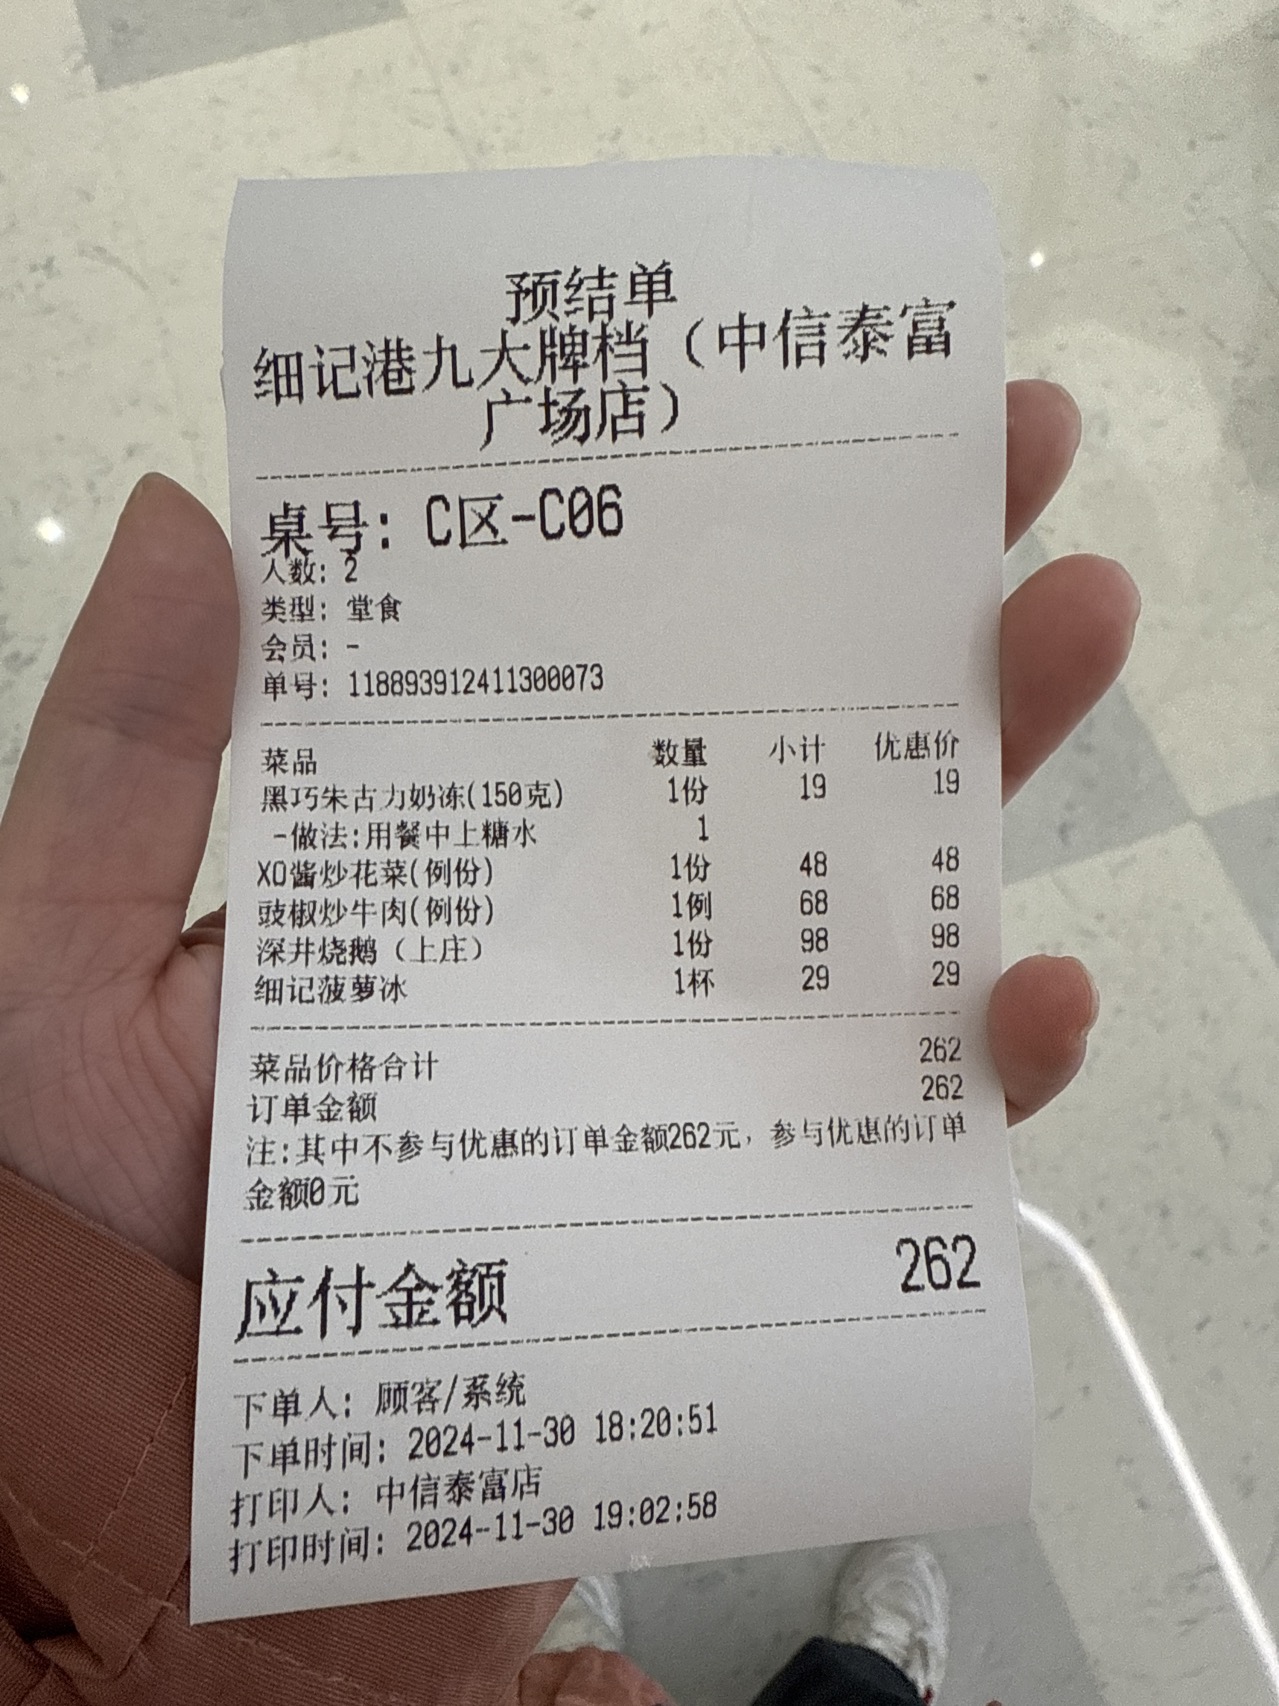 预结单
细记港九大牌档（中信泰富
广场店）
桌号: C区-C06
人数: 2
类型: 堂食
会员: -
单号: 118893912411300073
菜品 数量 小计 优惠价
黑巧朱古力奶冻(150克) 1份 19 19
-做法:用餐中上糖水 1
XO酱炒花菜(例份) 1份 48 48
豉椒炒牛肉(例份) 1例 68 68
深井烧鹅（上庄） 1份 98 98
细记菠萝冰 1杯 29 29
菜品价格合计 262
订单金额 262
注:其中不参与优惠的订单金额262元，参与优惠的订单
金额0元
应付金额 262
下单人: 顾客/系统
下单时间: 2024-11-30 18:20:51
打印人: 中信泰富店
打印时间: 2024-11-30 19:02:58